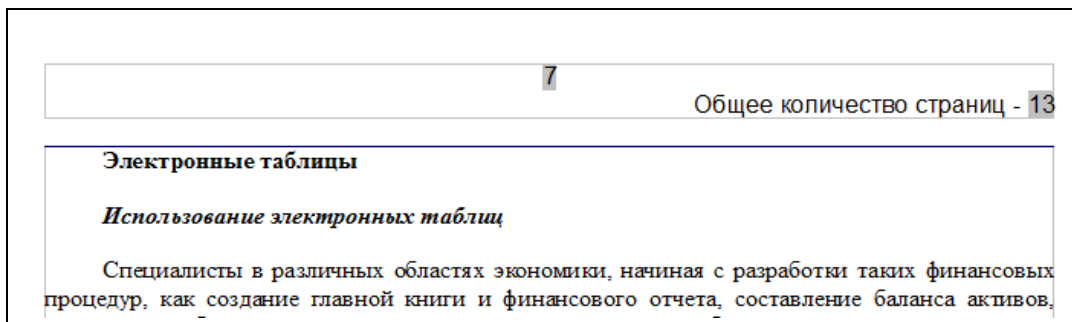 7
Общее количество страниц - 13
Электронные таблицы
Использование электронных таблиц
Специалисты в различных областях экономики, начиная с разработки таких финансовых
процедур, как создание главной книги и финансового отчета, составление баланса активов,